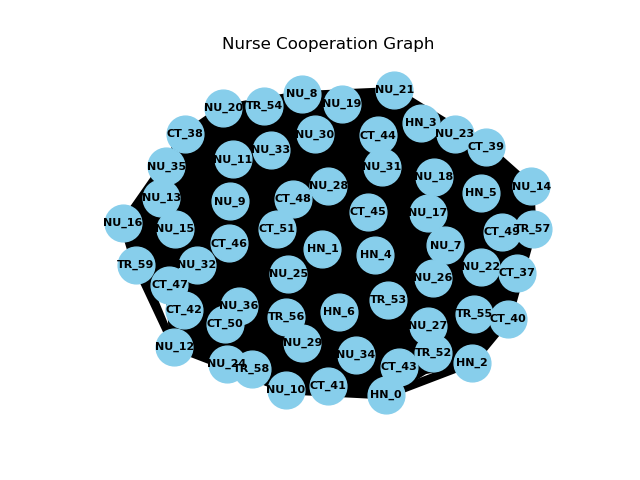 Nurse Cooperation Graph
NU_21
NU_8
NU_19
TR_54
NU_20
HN_3
CT_38
NU_30
CT_44
NU_23
CT_39
NU_33
NU_11
NU_35
NU_31
NU_18
NU_28
NU_14
HN_5
NU_13
CT_48
NU_9
CT_45
NU_17
NU_16
NU_15
CT_51
CT_49
TR_57
CT_46
HN_1
NU_7
HN_4
TR_59
NU_32
NU_22
CT_37
NU_25
NU_26
CT_47
TR_53
NU_36
CT_42
HN_6
TR_55
TR_56
CT_40
CT_50
NU_27
NU_29
NU_12
TR_52
NU_34
NU_24
HN_2
CT_43
TR_58
CT_41
NU_10
HN_0